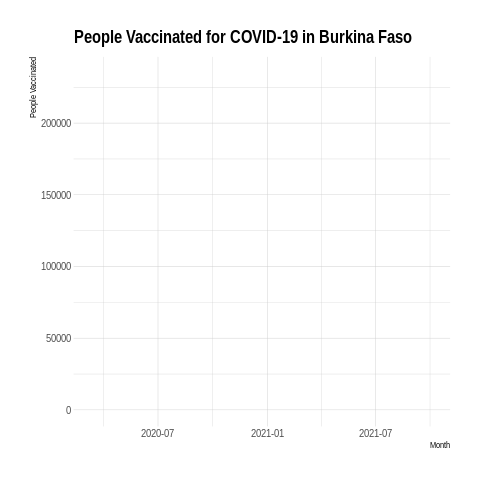 People Vaccinated for COVID-19 in Burkina Faso
People Vaccinated
200000
150000
100000
50000
0
2020-07 2021-01 2021-07
Month